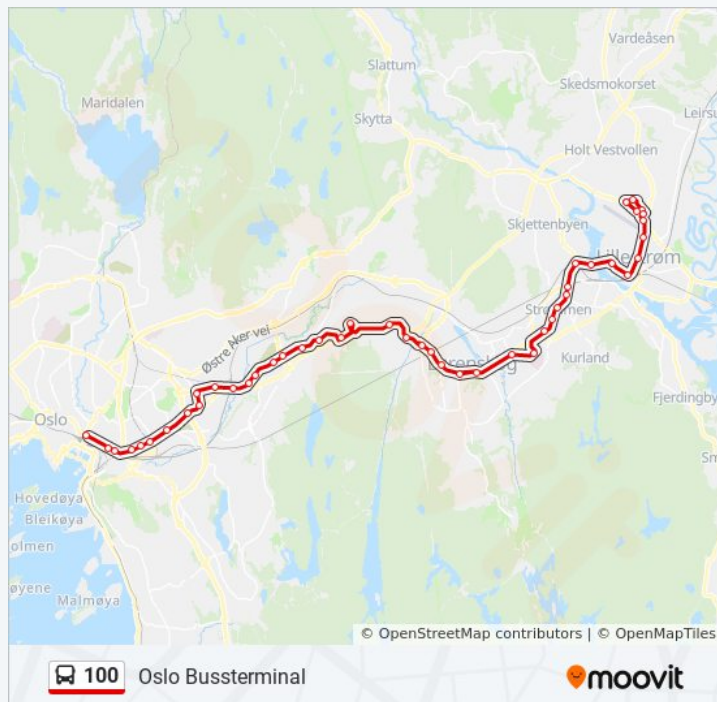 Vardeåsen
Slattum
Skedsmokorset
Maridalen
Leirsu
Skytta
Holt Vestvollen
Skjettenbyen
Lillestrøm
Strømmen
Østre Aker vei
Lørenskog
Kurland
Oslo
Fjerdingby
Hovedøya
Bleikøya
olmen
Sm
øyene
Malmøya
© OpenStreetMap contributors | © OpenMapTiles
100 Oslo Bussterminal
moovit